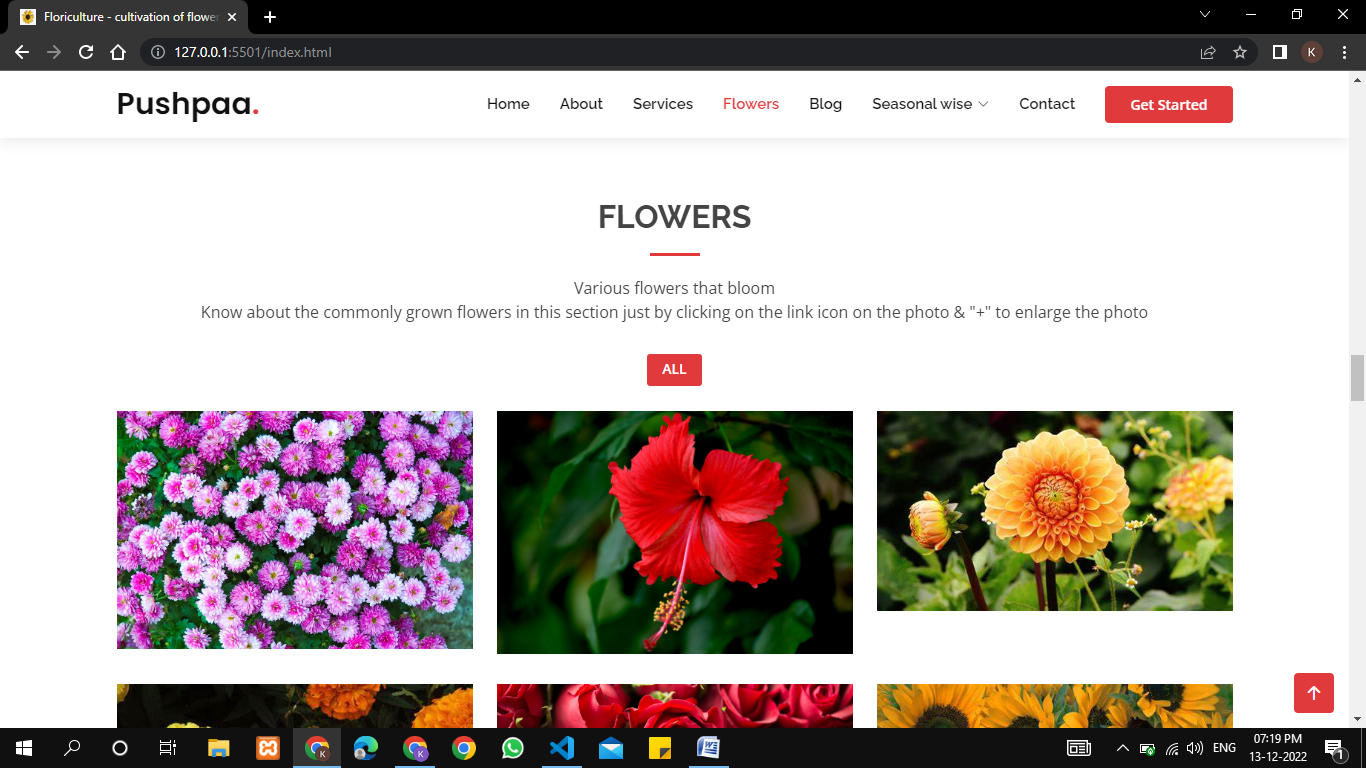 Floriculture - cultivation of flower
127.0.0.1:5501/index.html
K
Pushpaa.
Home About Services Flowers Blog Seasonal wise Contact Get Started
FLOWERS
Various flowers that bloom
Know about the commonly grown flowers in this section just by clicking on the link icon on the photo & "+" to enlarge the photo
ALL
ENG
07:19 PM
13-12-2022
1